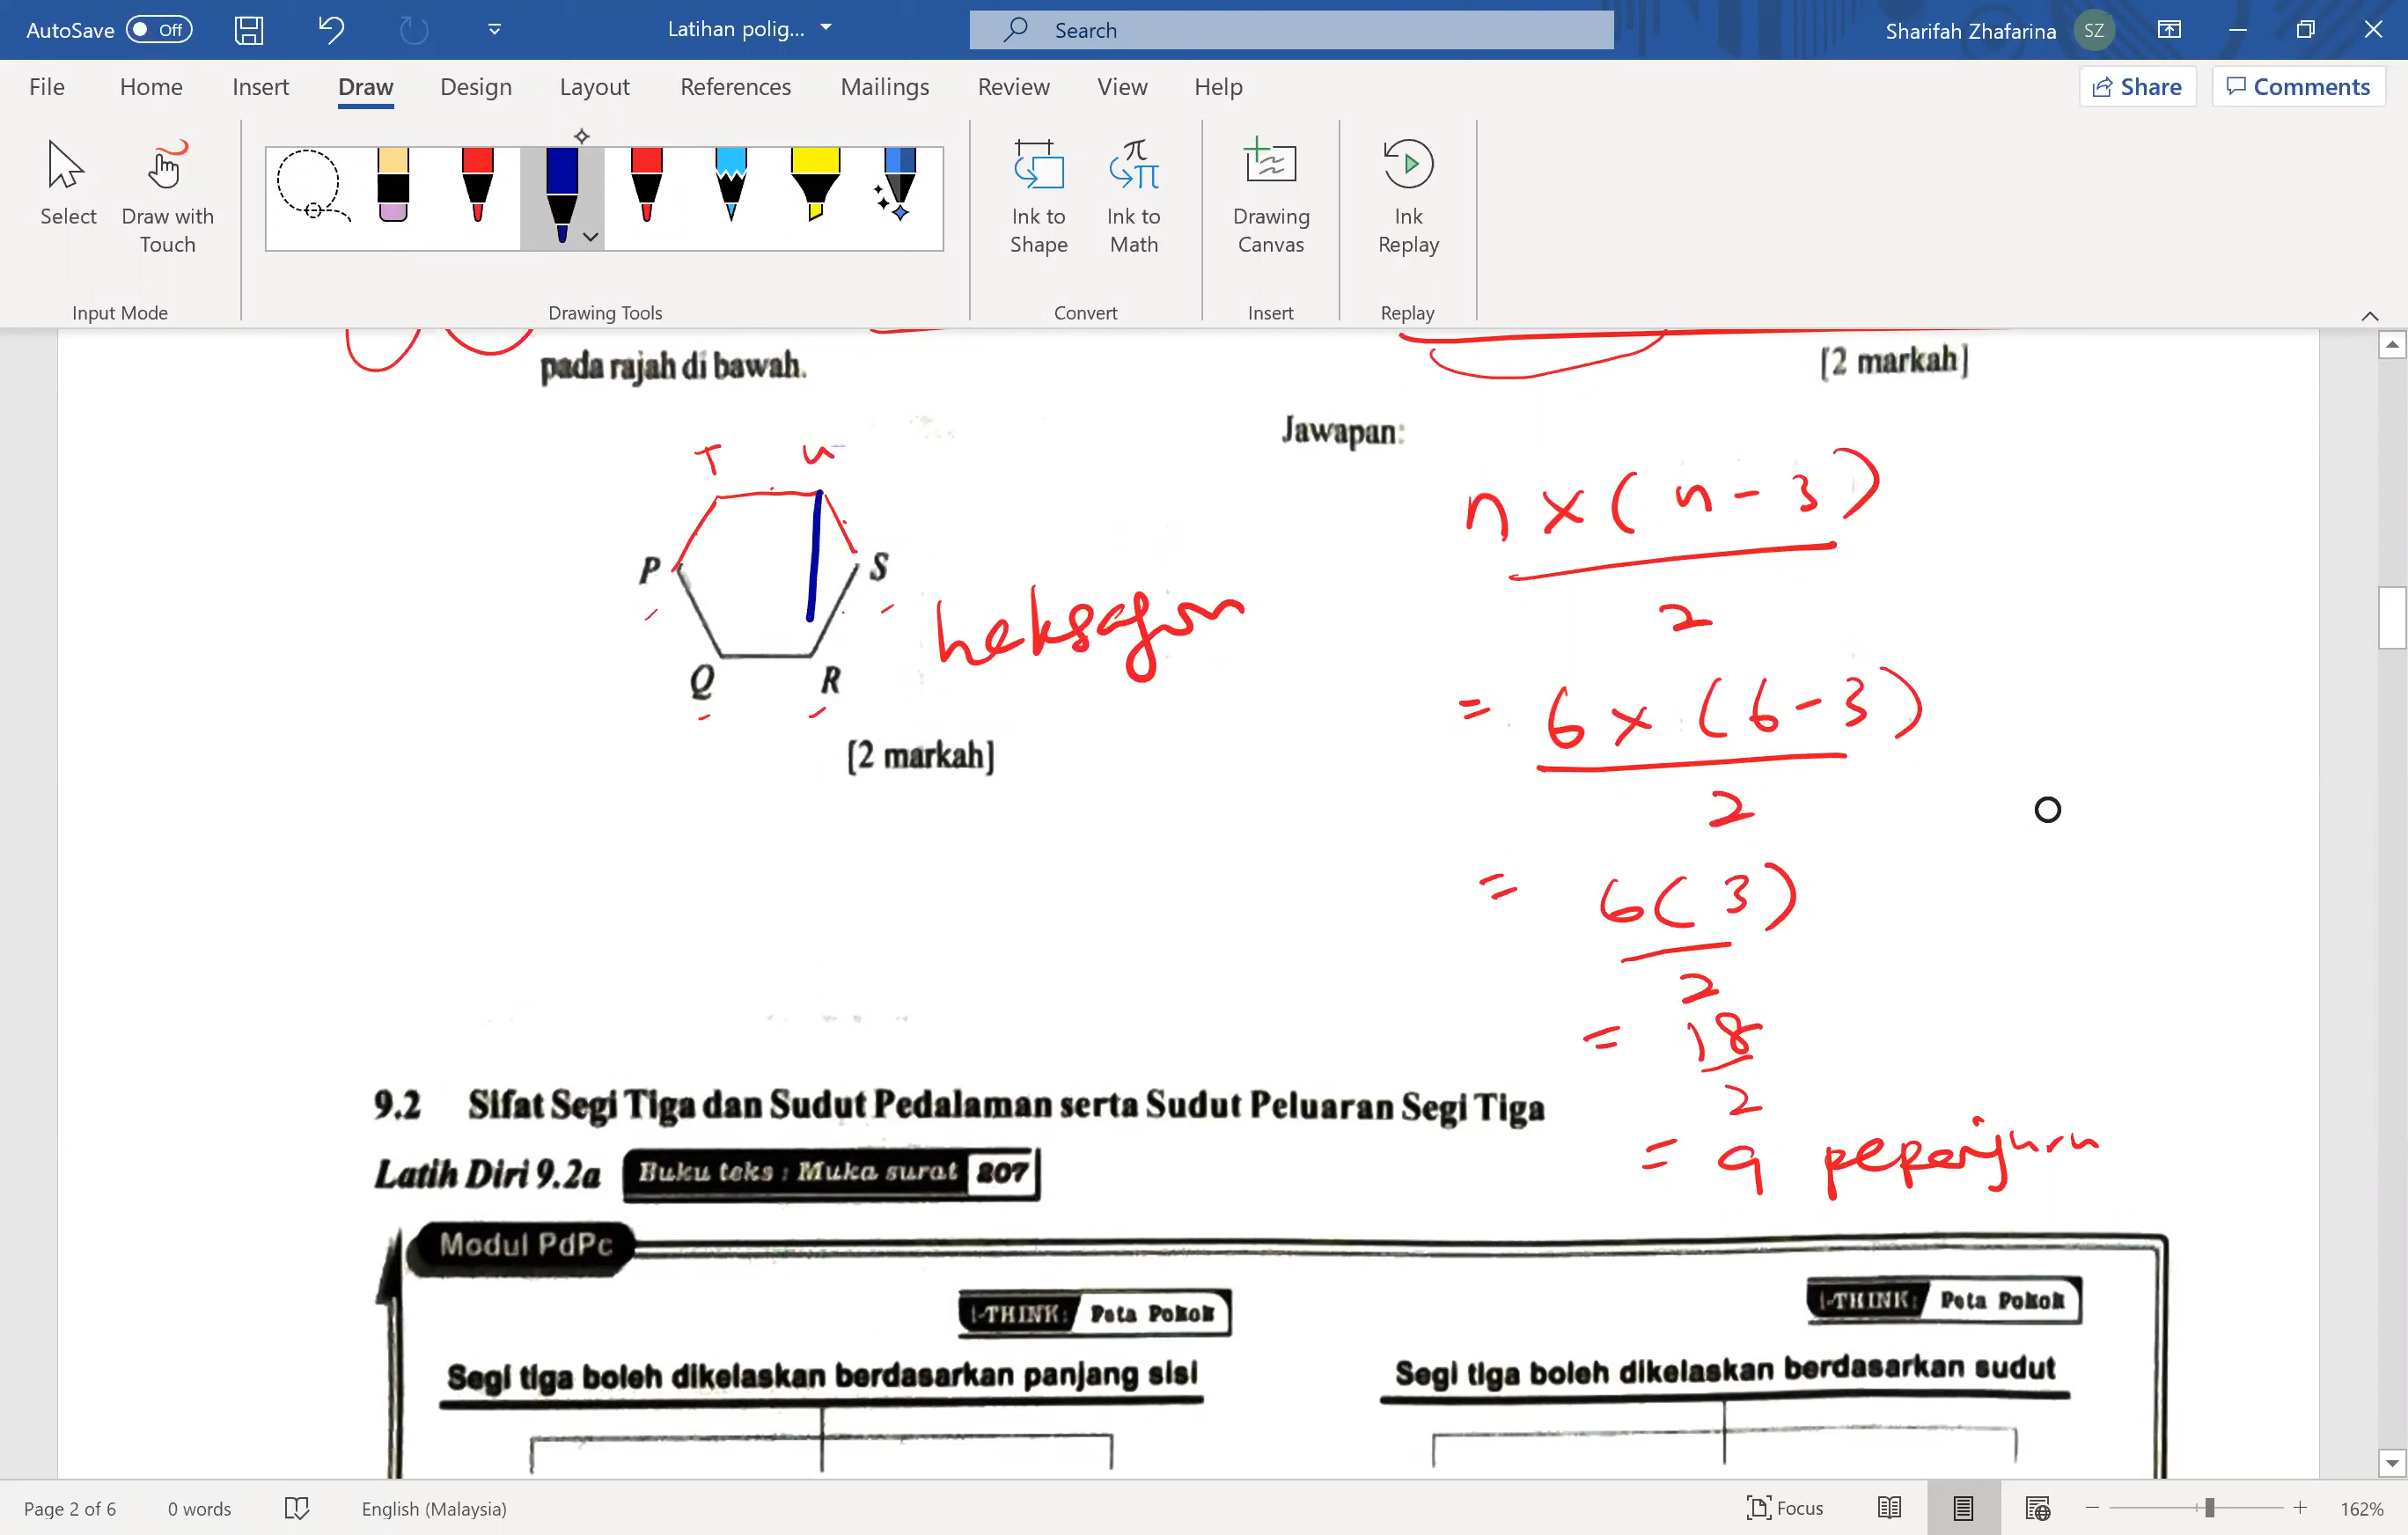 AutoSave Off
Latihan polig...
Search
Sharifah Zhafarina SZ
File Home Insert Draw Design Layout References Mailings Review View Help
Share Comments
Select
Draw with Touch
Ink to Shape
Ink to Math
Drawing Canvas
Ink Replay
Input Mode
Drawing Tools
Convert
Insert
Replay
pada rajah di bawah.
[2 markah]
Jawapan:
T U
P S
Q R
heksagon
[2 markah]
n × (n - 3)
2
= 6 × (6 - 3)
2
= 6(3)
2
= 18
2
= 9 pepenjuru
9.2 Sifat Segi Tiga dan Sudut Pedalaman serta Sudut Peluaran Segi Tiga
Latih Diri 9.2a Buku teks : Muka surat 207
Modul PdPc
i-THINK: Peta Pokok
i-THINK: Peta Pokok
Segi tiga boleh dikelaskan berdasarkan panjang sisi
Segi tiga boleh dikelaskan berdasarkan sudut
Page 2 of 6 0 words English (Malaysia)
Focus
162%